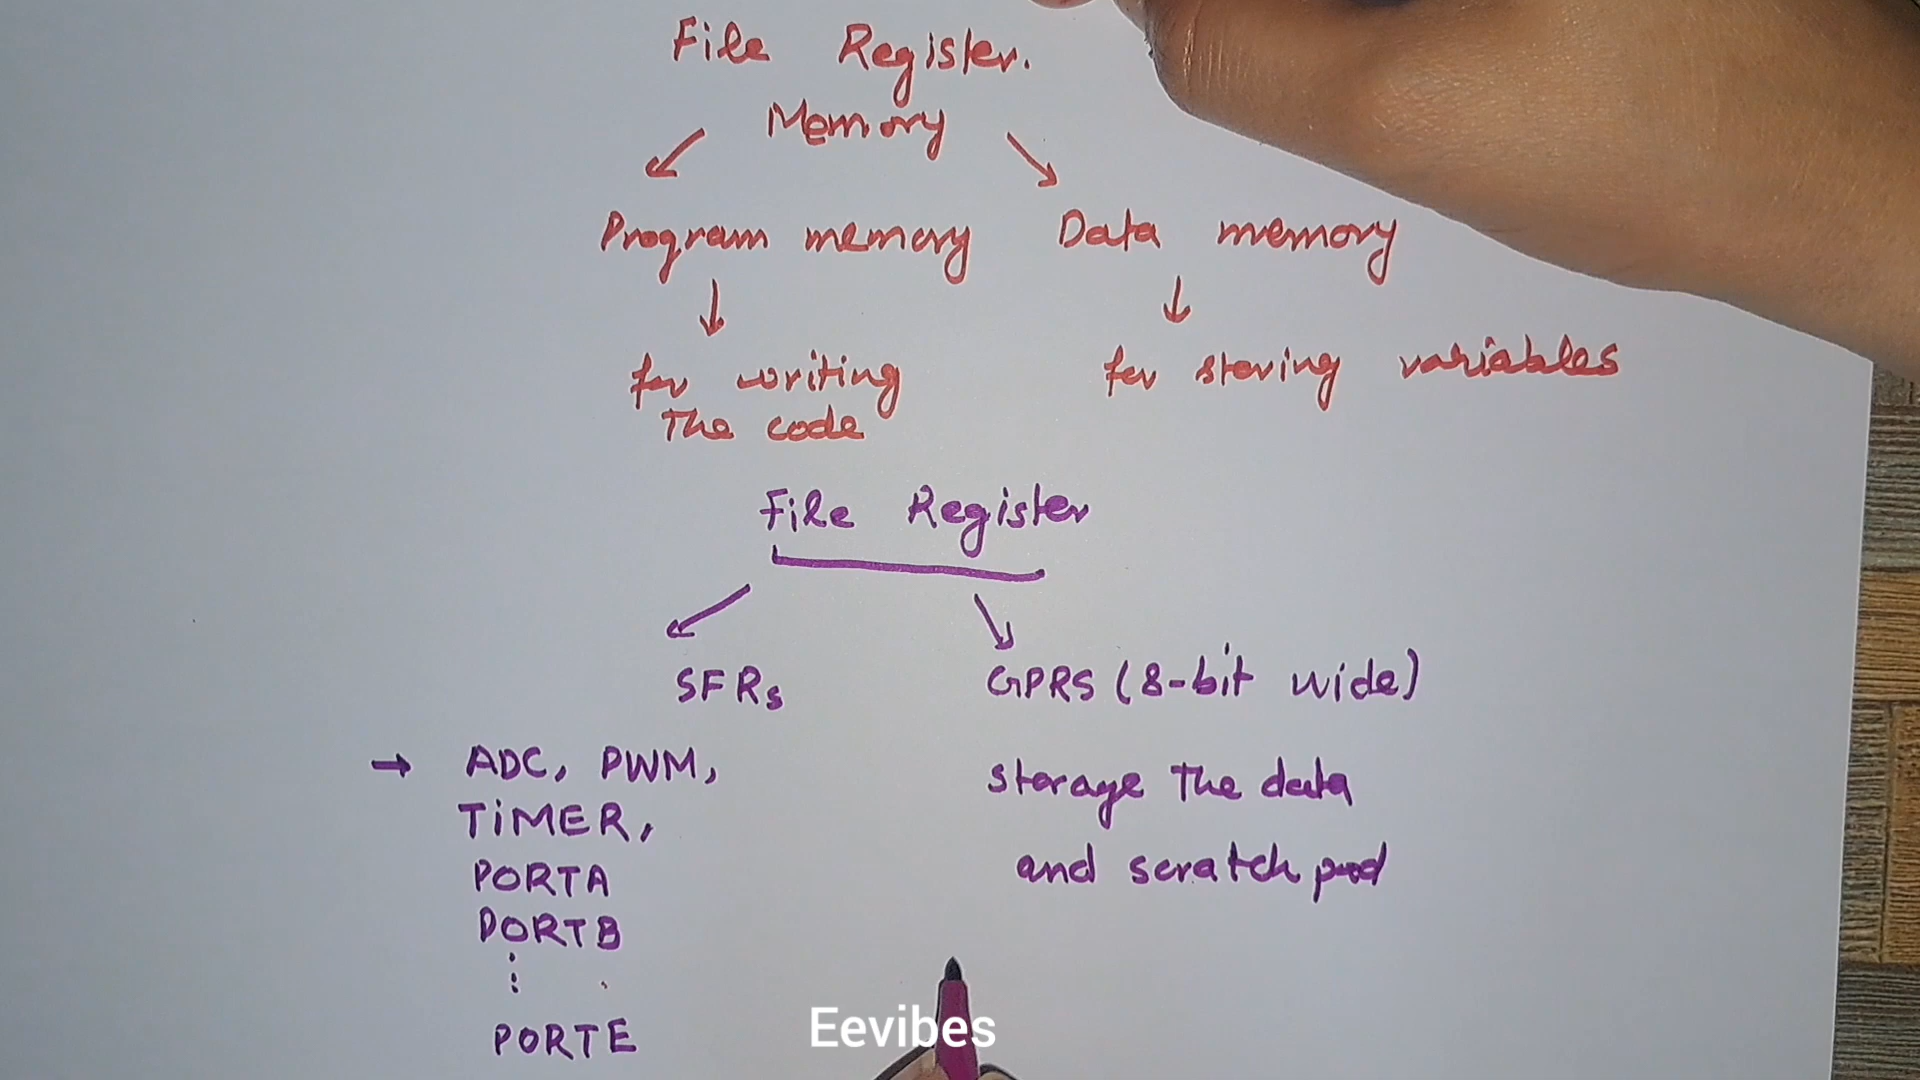 File Register.
Memory
Program memory Data memory
for writing for storing variables
The code
File Register
SFRs GPRS (8-bit wide)
→ ADC, PWM, storage The data
TiMER,
PORTA and scratch pad
PORTB
⋮
PORTE
Eevibes